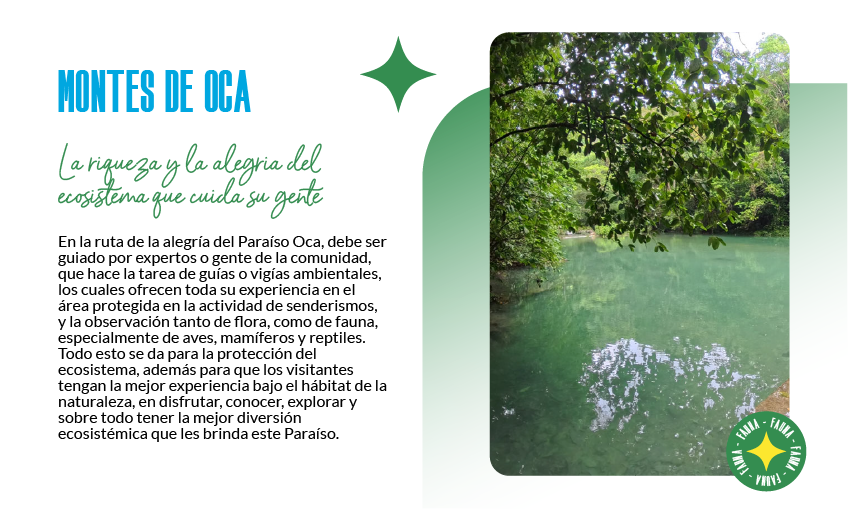 MONTES DE OCA
La riqueza y la alegria del
ecosistema que cuida su gente
En la ruta de la alegría del Paraíso Oca, debe ser
guiado por expertos o gente de la comunidad,
que hace la tarea de guías o vigías ambientales,
los cuales ofrecen toda su experiencia en el
área protegida en la actividad de senderismos,
y la observación tanto de flora, como de fauna,
especialmente de aves, mamíferos y reptiles.
Todo esto se da para la protección del
ecosistema, además para que los visitantes
tengan la mejor experiencia bajo el hábitat de la
naturaleza, en disfrutar, conocer, explorar y
sobre todo tener la mejor diversión
ecosistémica que les brinda este Paraíso.
FAUNA - FAUNA - FAUNA - FAUNA - FAUNA -